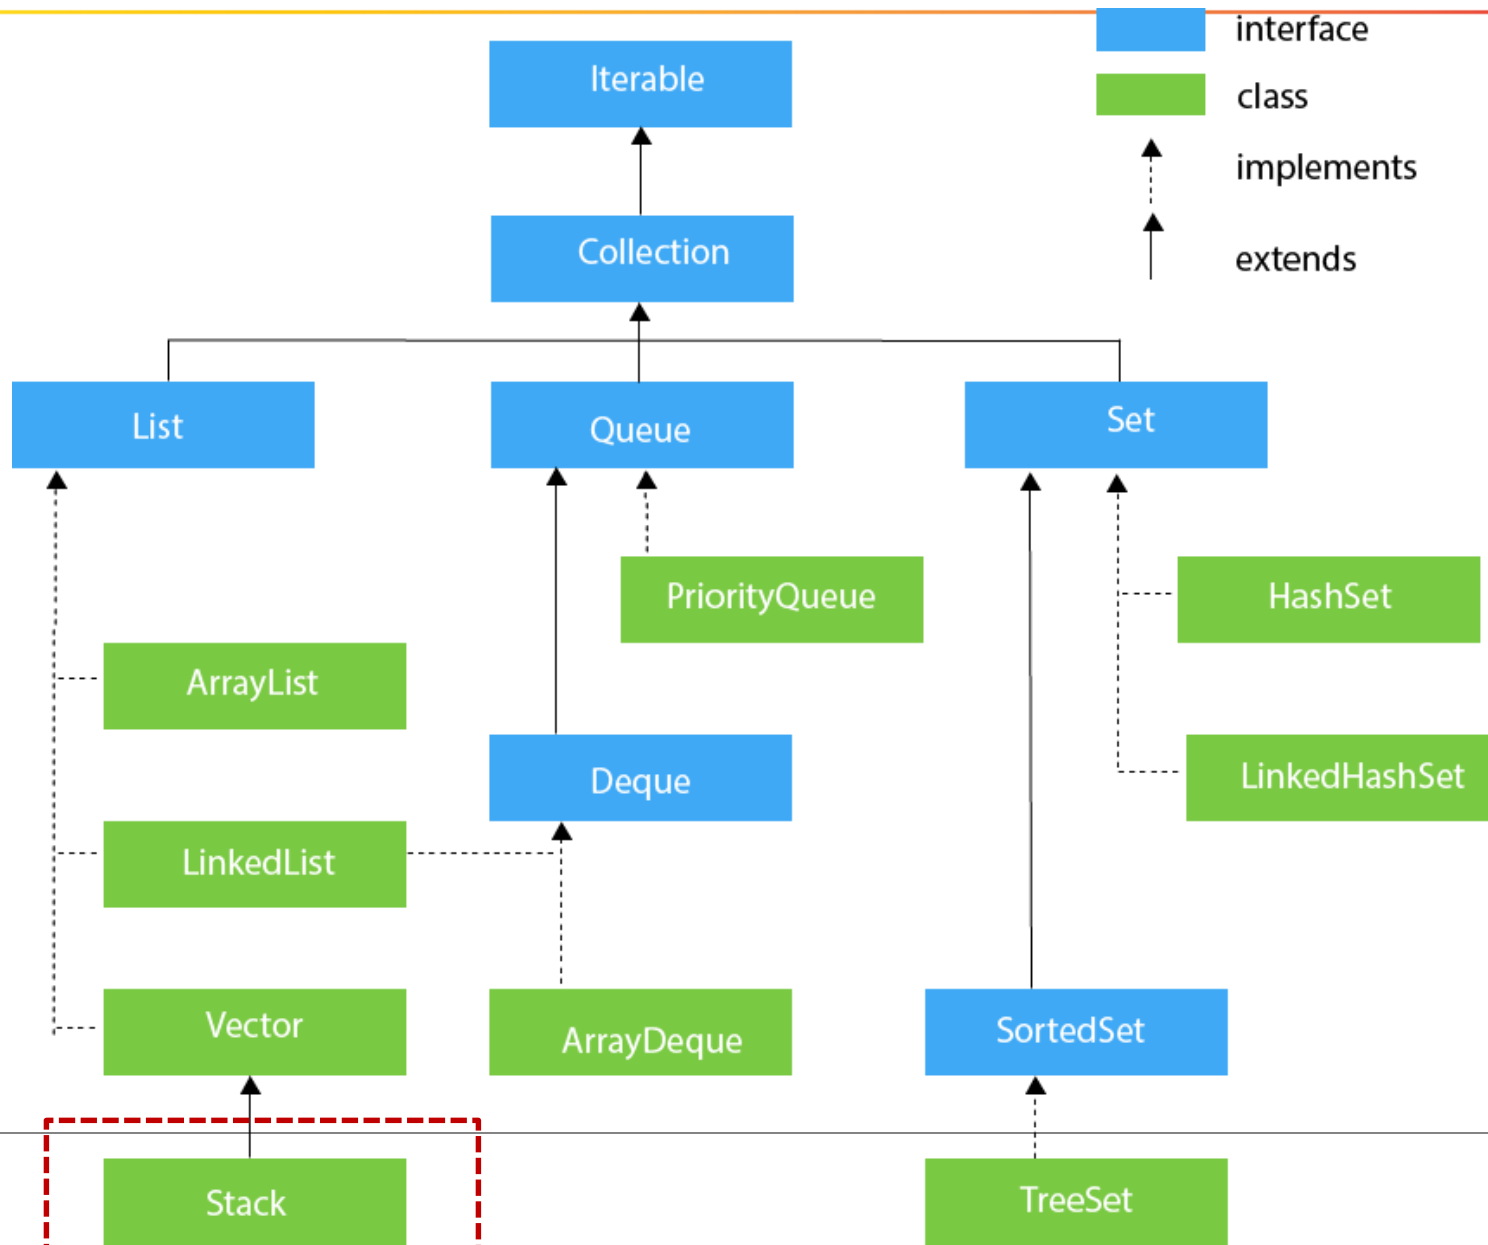 interface
Iterable
class
implements
Collection
extends
List
Queue
Set
PriorityQueue
HashSet
ArrayList
Deque
LinkedHashSet
LinkedList
Vector
ArrayDeque
SortedSet
Stack
TreeSet